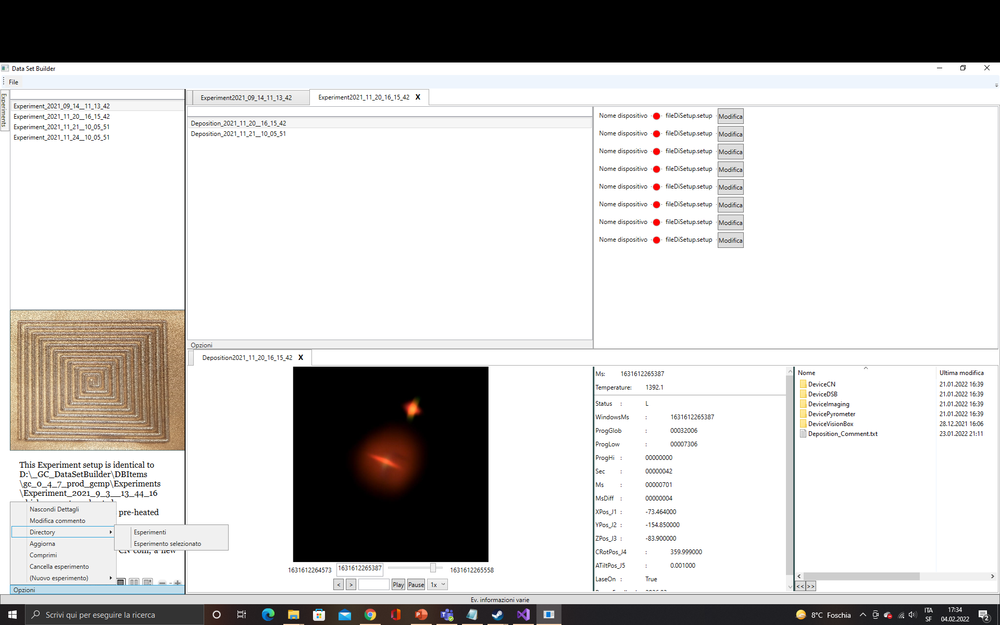 Data Set Builder
File
Experiments
Experiment_2021_09_14__11_13_42
Experiment_2021_11_20__16_15_42
Experiment_2021_11_21__10_05_51
Experiment_2021_11_24__10_05_51
This Experiment setup is identical to
D:\_GC_DataSetBuilder\DBItems
\gc_0_4_7_prod_gcmp\Experiments
\Experiment_2021_9_3__13_44_16
pre-heated
CN com, a new
Nascondi Dettagli
Modifica commento
Directory
Aggiorna
Comprimi
Cancella esperimento
(Nuovo esperimento)
Esperimenti
Esperimento selezionato
Opzioni
Experiment2021_09_14_11_13_42
Experiment2021_11_20_16_15_42 X
Deposition_2021_11_20__16_15_42
Deposition_2021_11_21__10_05_51
Opzioni
Nome dispositivo fileDiSetup.setup Modifica
Nome dispositivo fileDiSetup.setup Modifica
Nome dispositivo fileDiSetup.setup Modifica
Nome dispositivo fileDiSetup.setup Modifica
Nome dispositivo fileDiSetup.setup Modifica
Nome dispositivo fileDiSetup.setup Modifica
Nome dispositivo fileDiSetup.setup Modifica
Nome dispositivo fileDiSetup.setup Modifica
Deposition2021_11_20_16_15_42 X
1631612264573 1631612265387 1631612265558
< > Play Pause 1x
Ms: 1631612265387
Temperature: 1392.1
Status : L
WindowsMs : 1631612265387
ProgGlob : 00032006
ProgLow : 00007306
ProgHi : 00000000
Sec : 00000042
Ms : 00000701
MsDiff : 00000004
XPos_J1 : -73.464000
YPos_J2 : -154.850000
ZPos_J3 : -83.900000
CRotPos_J4 : 359.999000
ATiltPos_J5 : 0.001000
LaseOn : True
Nome Ultima modifica
DeviceCN 21.01.2022 16:39
DeviceDSB 21.01.2022 16:39
DeviceImaging 21.01.2022 16:39
DevicePyrometer 21.01.2022 16:39
DeviceVisionBox 28.12.2021 16:06
Deposition_Comment.txt 23.01.2022 21:11
<< >>
Ev. informazioni varie
Scrivi qui per eseguire la ricerca
8°C Foschia
ITA
SF
17:34
04.02.2022
2